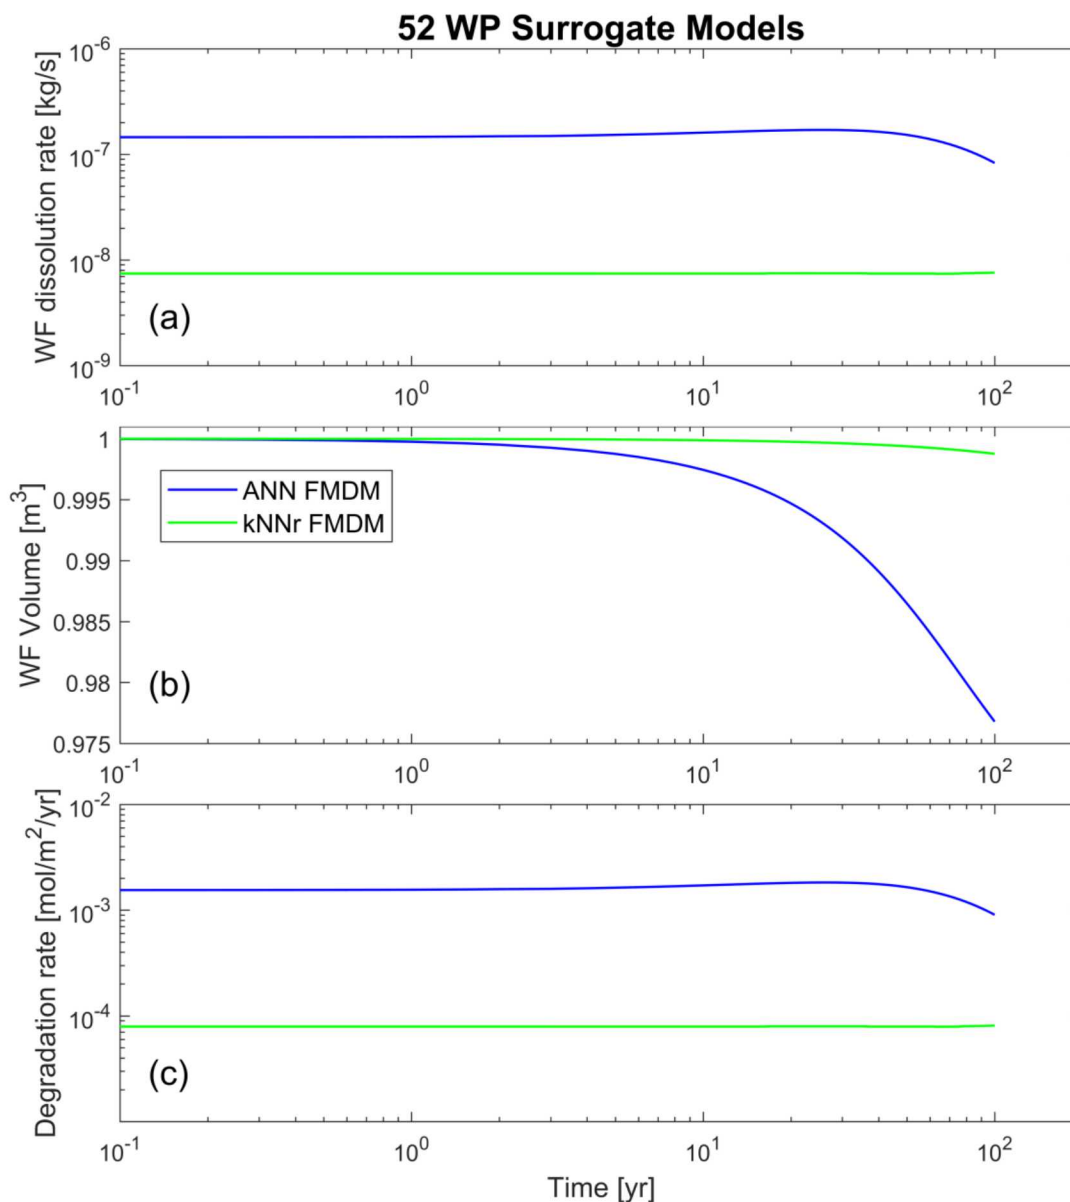 52 WP Surrogate Models
WF dissolution rate [kg/s]
10^-6
10^-7
10^-8
10^-9
(a)
10^-1
10^0
10^1
10^2
WF Volume [m^3]
1
0.995
0.99
0.985
0.98
0.975
ANN FMDM
kNNr FMDM
(b)
10^-1
10^0
10^1
10^2
Degradation rate [mol/m^2/yr]
10^-2
10^-3
10^-4
(c)
10^-1
10^0
10^1
10^2
Time [yr]